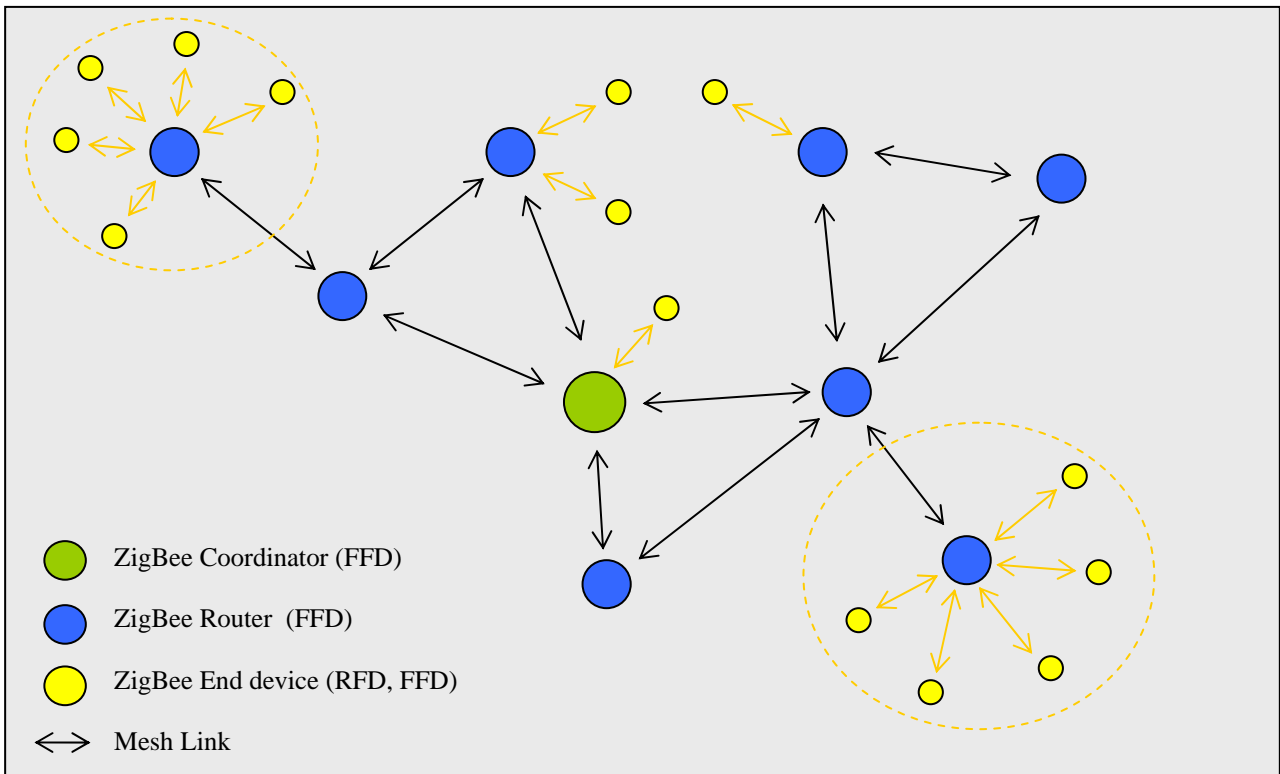 ZigBee Coordinator (FFD)
ZigBee Router  (FFD)
ZigBee End device (RFD, FFD)
Mesh Link